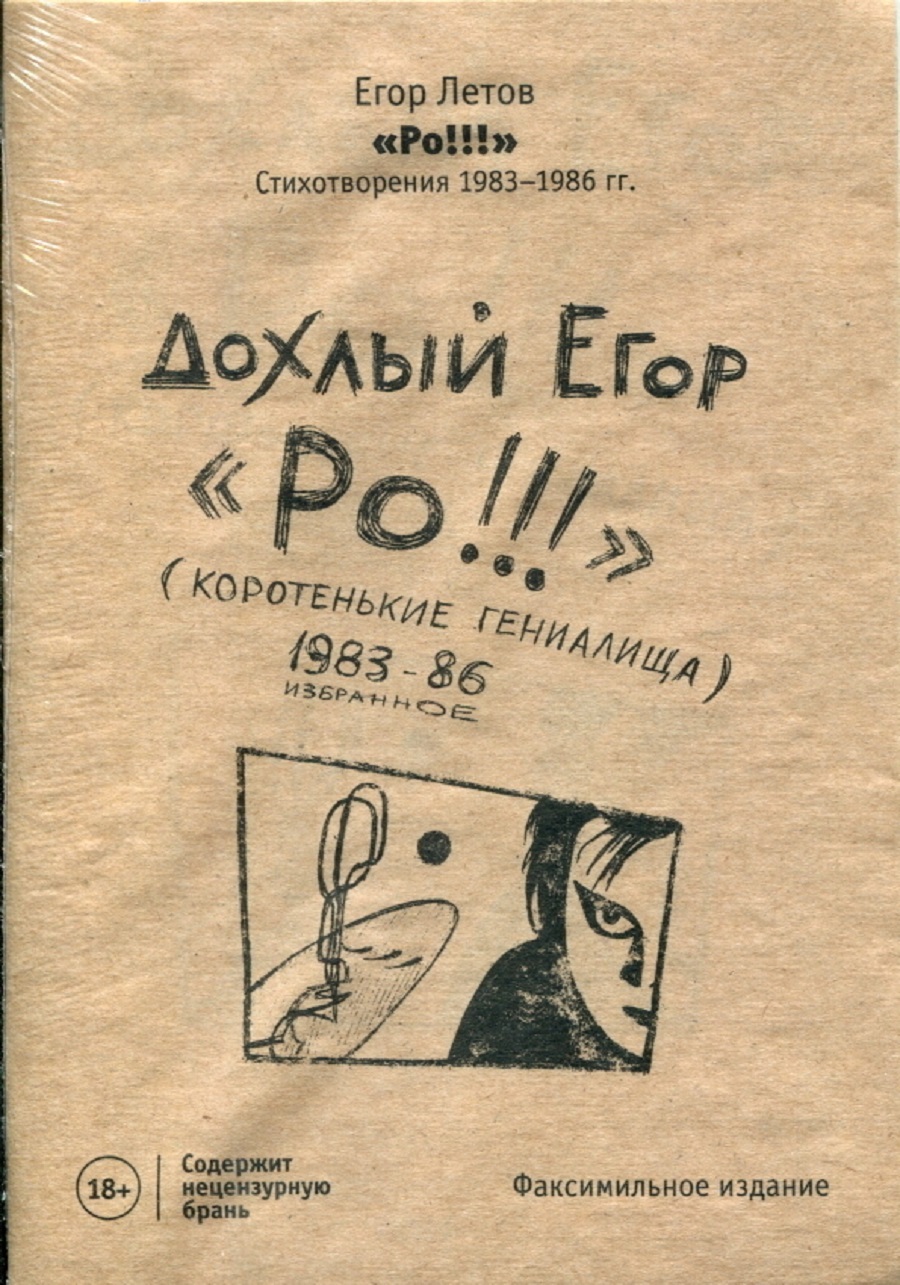 Егор Летов
«Ро!!!»
Стихотворения 1983–1986 гг.
Дохлый Егор
«Ро!!!»
(коротенькие гениалища)
1983-86
избранное
18+
Содержит
нецензурную
брань
Факсимильное издание